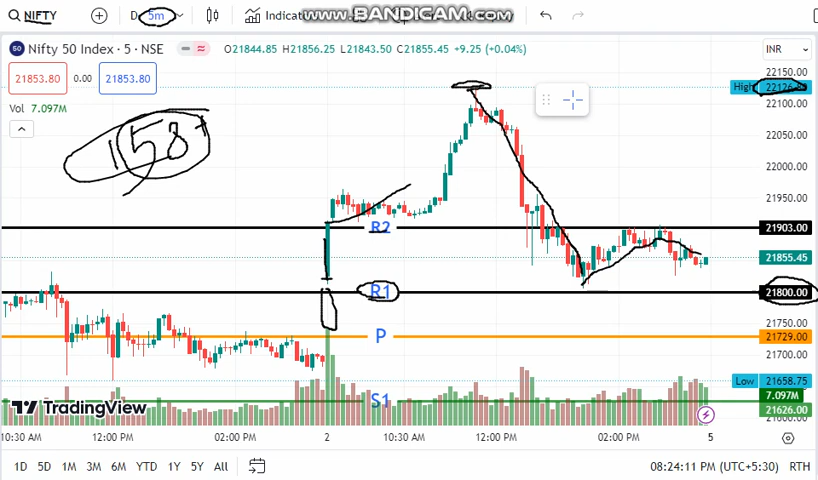 NIFTY
D
5m
Indicat
WWW.BANDICAM.COM
50 Nifty 50 Index · 5 · NSE O21844.85 H21856.25 L21843.50 C21855.45 +9.25 (+0.04%) INR
21853.80 0.00 21853.80
Vol 7.097M
158
22150.00
High
22100.00
22050.00
22000.00
21950.00
R2 21903.00
21855.45
R1 21800.00
21750.00
P 21729.00
21700.00
Low 21658.75
7.097M
S1 21626.00
TradingView
10:30 AM 12:00 PM 02:00 PM 2 10:30 AM 12:00 PM 02:00 PM 5
1D 5D 1M 3M 6M YTD 1Y 5Y All 08:24:11 PM (UTC+5:30) RTH